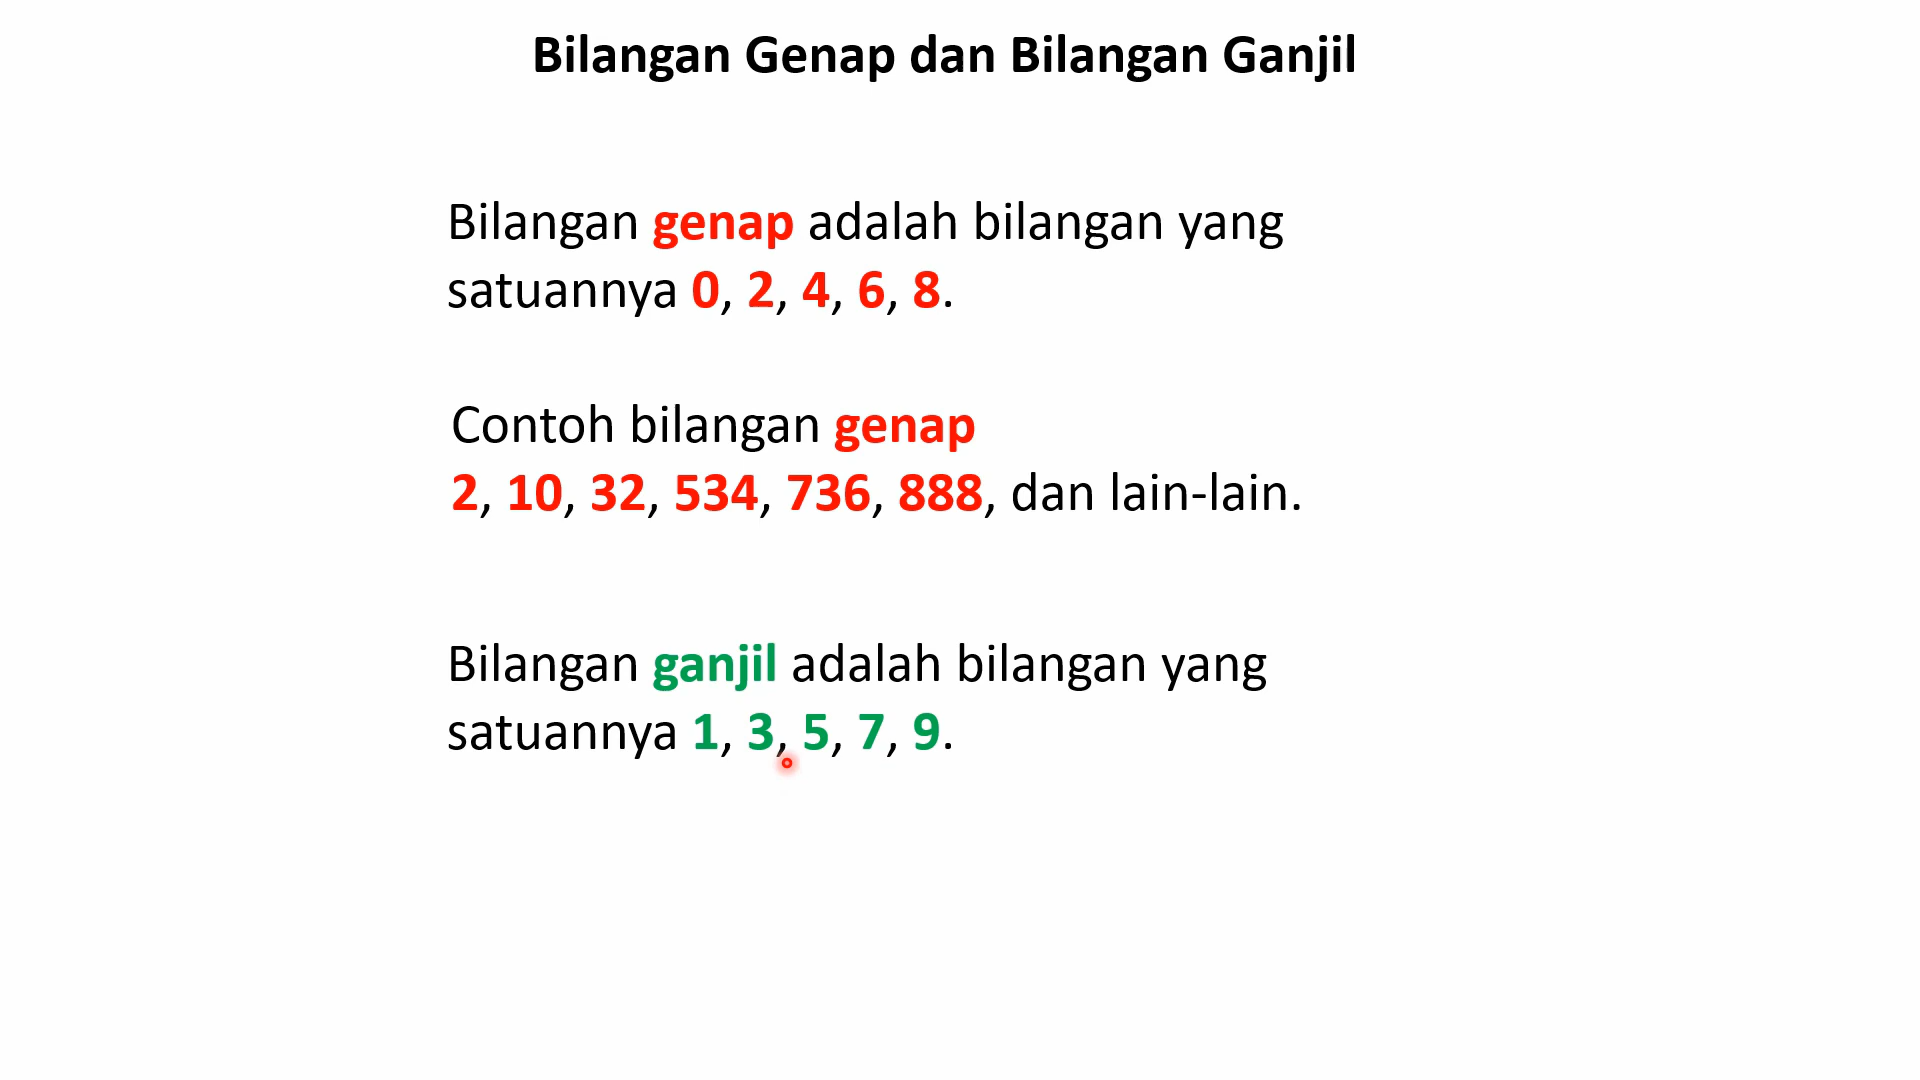 Bilangan Genap dan Bilangan Ganjil
Bilangan genap adalah bilangan yang
satuannya 0, 2, 4, 6, 8.
Contoh bilangan genap
2, 10, 32, 534, 736, 888, dan lain-lain.
Bilangan ganjil adalah bilangan yang
satuannya 1, 3, 5, 7, 9.